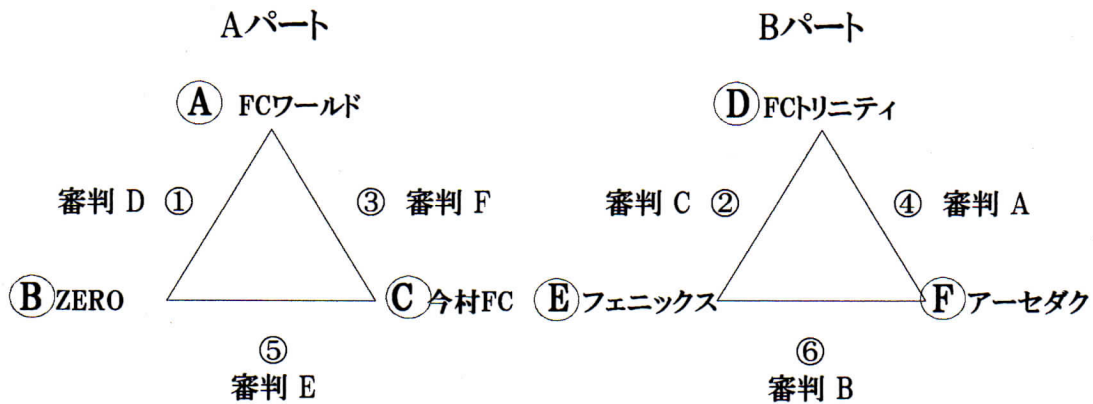 Aパート
Bパート
Ⓐ FCワールド
Ⓓ FCトリニティ
審判 D ①
③ 審判 F
審判 C ②
④ 審判 A
Ⓑ ZERO
Ⓒ 今村FC
Ⓔ フェニックス
Ⓕ アーセダク
⑤
審判 E
⑥
審判 B